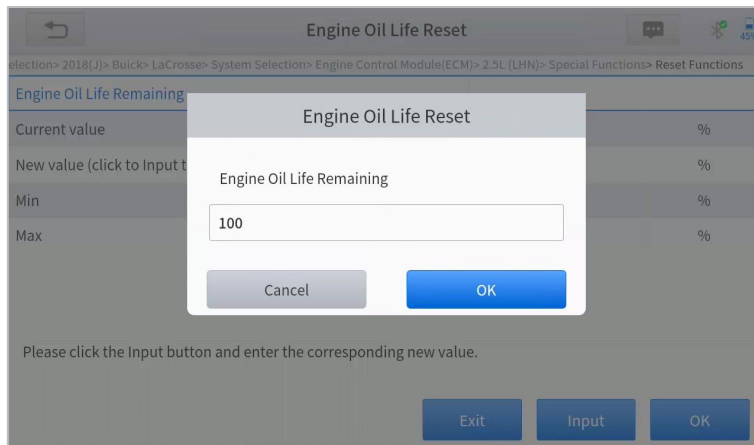 Engine Oil Life Reset
45%
election> 2018(J)> Buick> LaCrosse> System Selection> Engine Control Module(ECM)> 2.5L (LHN)> Special Functions> Reset Functions
Engine Oil Life Remaining
Engine Oil Life Reset
Current value %
New value (click to Input t %
Engine Oil Life Remaining
Min %
100
Max %
Cancel OK
Please click the Input button and enter the corresponding new value.
Exit Input OK